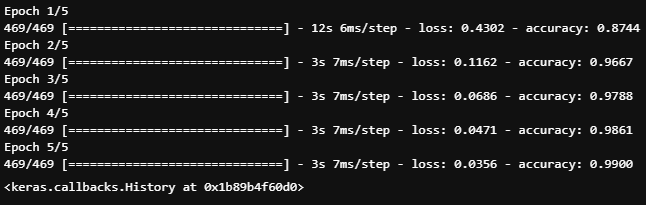 Epoch 1/5
469/469 [==============================] - 12s 6ms/step - loss: 0.4302 - accuracy: 0.8744
Epoch 2/5
469/469 [==============================] - 3s 7ms/step - loss: 0.1162 - accuracy: 0.9667
Epoch 3/5
469/469 [==============================] - 3s 7ms/step - loss: 0.0686 - accuracy: 0.9788
Epoch 4/5
469/469 [==============================] - 3s 7ms/step - loss: 0.0471 - accuracy: 0.9861
Epoch 5/5
469/469 [==============================] - 3s 7ms/step - loss: 0.0356 - accuracy: 0.9900
<keras.callbacks.History at 0x1b89b4f60d0>